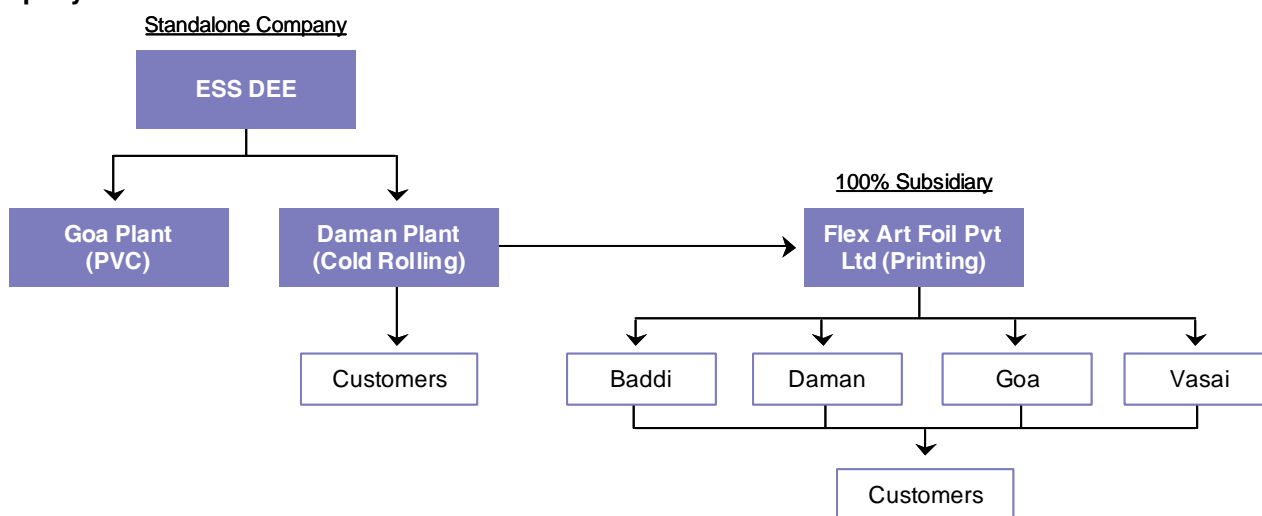 Standalone Company
ESS DEE
100% Subsidiary
Goa Plant
(PVC)
Daman Plant
(Cold Rolling)
Flex Art Foil Pvt
Ltd (Printing)
Customers
Baddi
Daman
Goa
Vasai
Customers